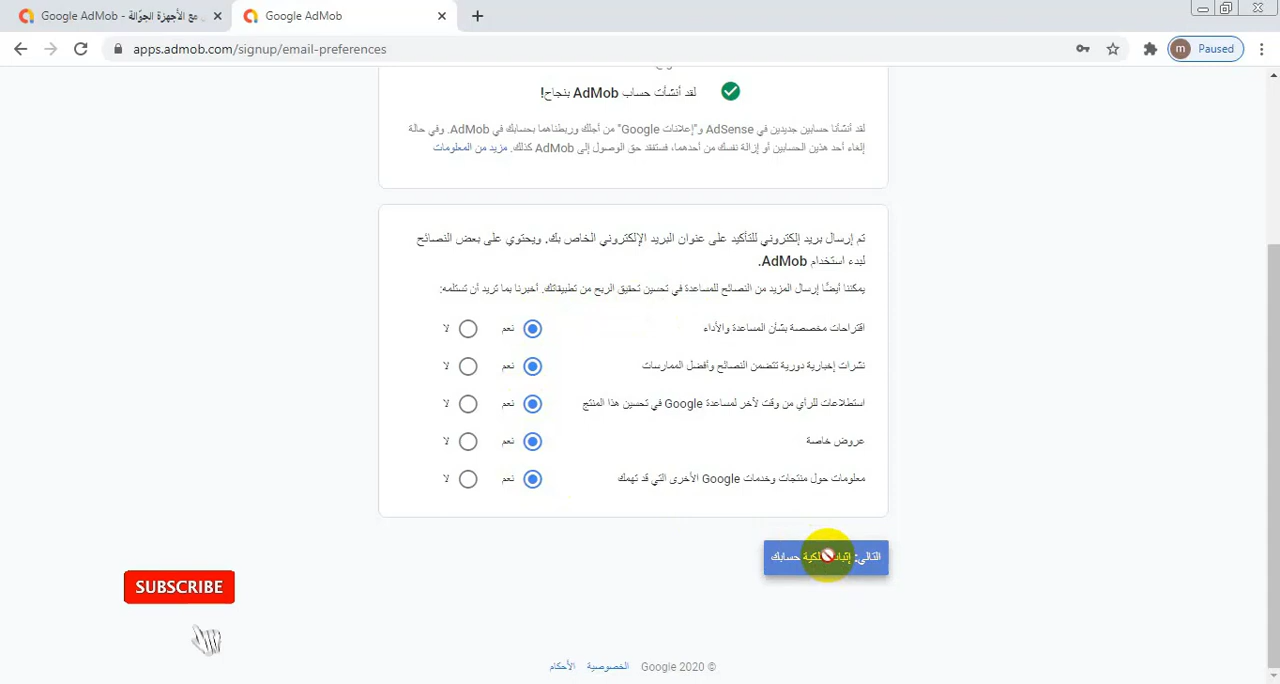 Google AdMob - مع الأجهزة الجوّالة
Google AdMob
apps.admob.com/signup/email-preferences
m Paused
لقد أنشأت حساب AdMob بنجاح!
لقد أنشأنا حسابين جديدين في AdSense و"إعلانات Google" من أجلك وربطناهما بحسابك في AdMob. وفي حالة
إلغاء أحد هذين الحسابين أو إزالة نفسك من أحدهما، فستفقد حق الوصول إلى AdMob كذلك. مزيد من المعلومات
تم إرسال بريد إلكتروني للتأكيد على عنوان البريد الإلكتروني الخاص بك. ويحتوي على بعض النصائح
لبدء استخدام AdMob.
يمكننا أيضًا إرسال المزيد من النصائح للمساعدة في تحسين تحقيق الربح من تطبيقاتك. أخبرنا بما تريد أن تستلمه:
اقتراحات مخصصة بشأن المساعدة والأداء نعم لا
نشرات إخبارية دورية تتضمن النصائح وأفضل الممارسات نعم لا
استطلاعات للرأي من وقت لآخر لمساعدة Google في تحسين هذا المنتج نعم لا
عروض خاصة نعم لا
معلومات حول منتجات وخدمات Google الأخرى التي قد تهمك نعم لا
التالي: إثبات ملكية حسابك
SUBSCRIBE
Google 2020 © الخصوصية الأحكام